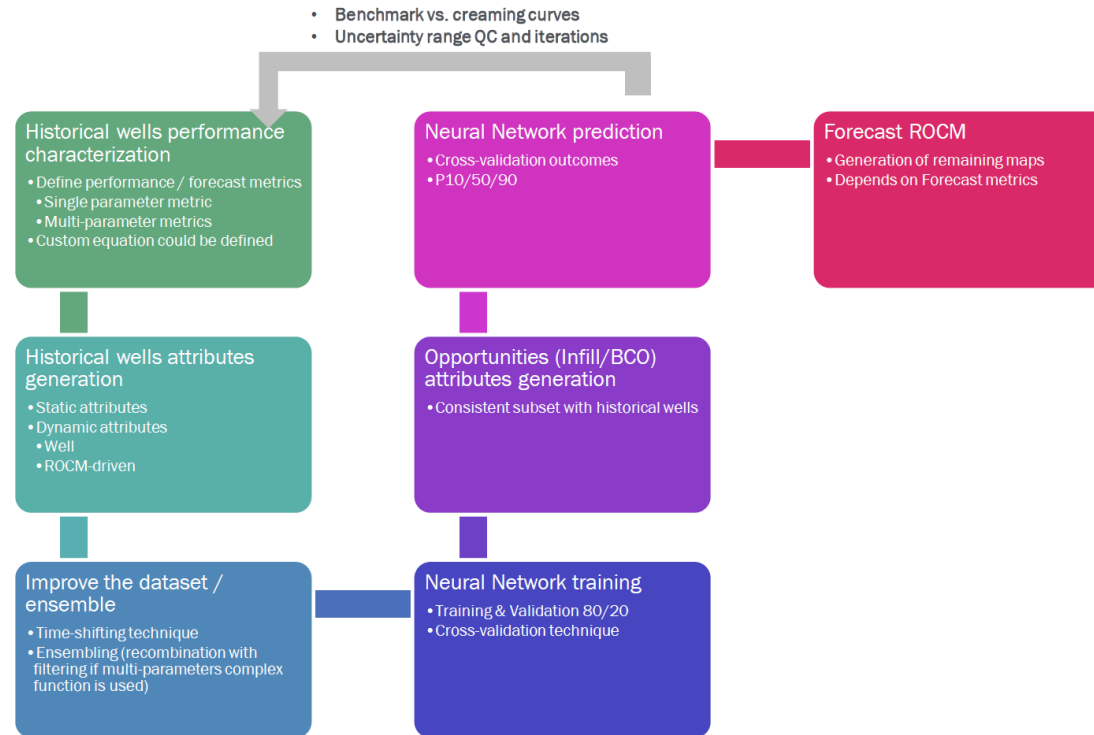 • Benchmark vs. creaming curves
• Uncertainty range QC and iterations
Historical wells performance
characterization
• Define performance / forecast metrics
• Single parameter metric
• Multi-parameter metrics
• Custom equation could be defined
Historical wells attributes
generation
• Static attributes
• Dynamic attributes
• Well
• ROCM-driven
Improve the dataset /
ensemble
• Time-shifting technique
• Ensembling (recombination with
filtering if multi-parameters complex
function is used)
Neural Network training
• Training & Validation 80/20
• Cross-validation technique
Opportunities (Infill/BCO)
attributes generation
• Consistent subset with historical wells
Neural Network prediction
• Cross-validation outcomes
• P10/50/90
Forecast ROCM
• Generation of remaining maps
• Depends on Forecast metrics